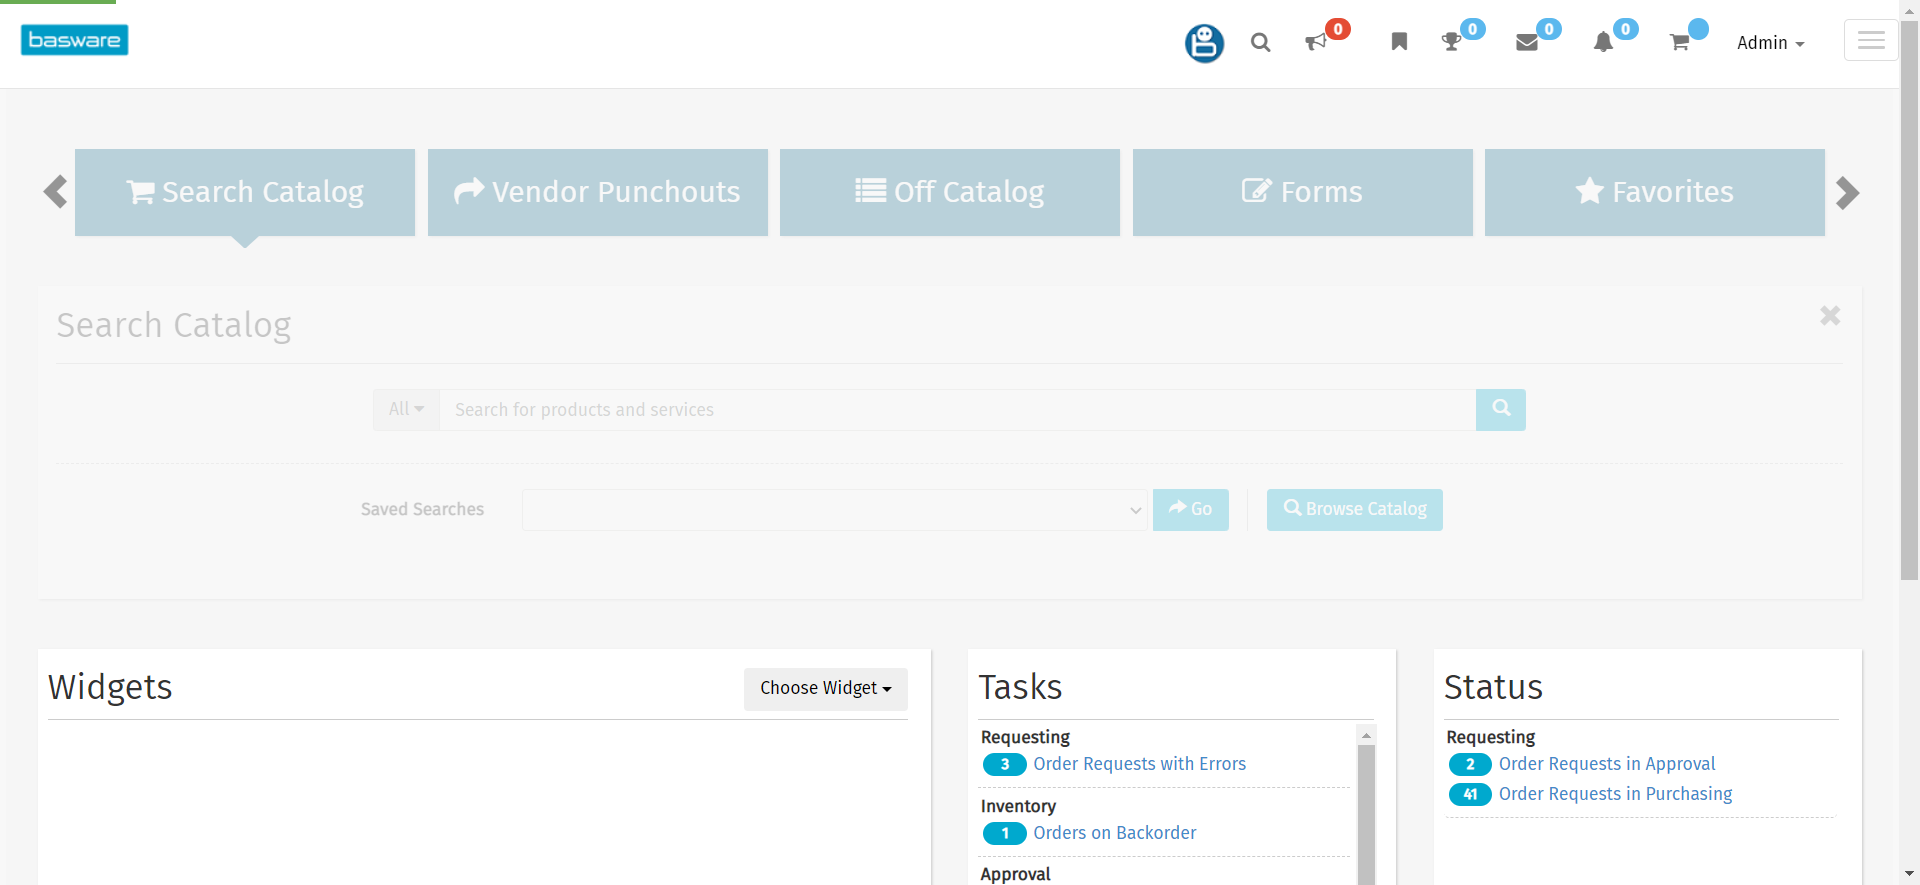 basware
0
0
0
0
Admin
Search Catalog
Vendor Punchouts
Off Catalog
Forms
Favorites
Search Catalog
All
Search for products and services
Saved Searches
Go
Browse Catalog
Widgets
Choose Widget
Tasks
Requesting
3 Order Requests with Errors
Inventory
1 Orders on Backorder
Approval
Status
Requesting
2 Order Requests in Approval
41 Order Requests in Purchasing